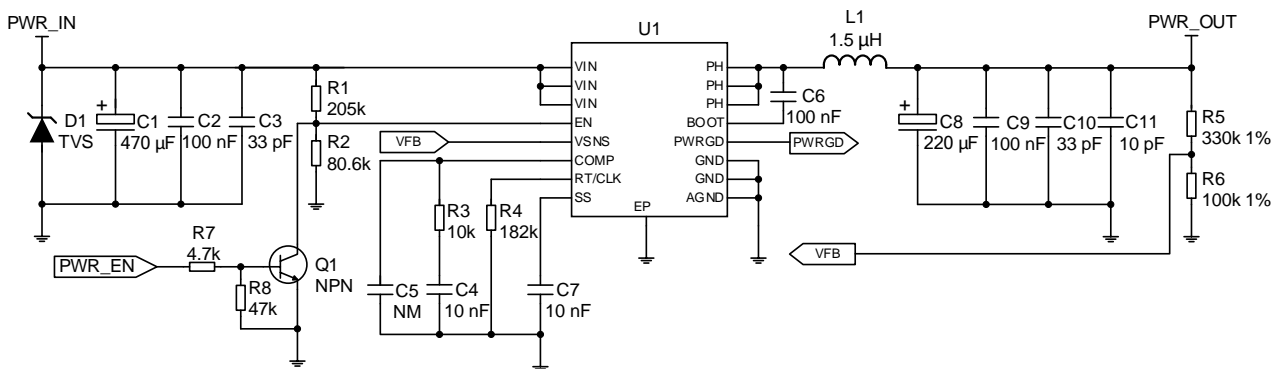 PWR_IN
D1
TVS
+
C1
470 µF
C2
100 nF
C3
33 pF
R1
205k
R2
80.6k
VFB
U1
VIN
VIN
VIN
EN
VSNS
COMP
RT/CLK
SS
EP
PH
PH
PH
BOOT
PWRGD
GND
GND
AGND
L1
1.5 µH
C6
100 nF
PWRGD
PWR_OUT
+
C8
220 µF
C9
100 nF
C10
33 pF
C11
10 pF
R5
330k 1%
R6
100k 1%
VFB
PWR_EN
R7
4.7k
R8
47k
Q1
NPN
R3
10k
R4
182k
C5
NM
C4
10 nF
C7
10 nF